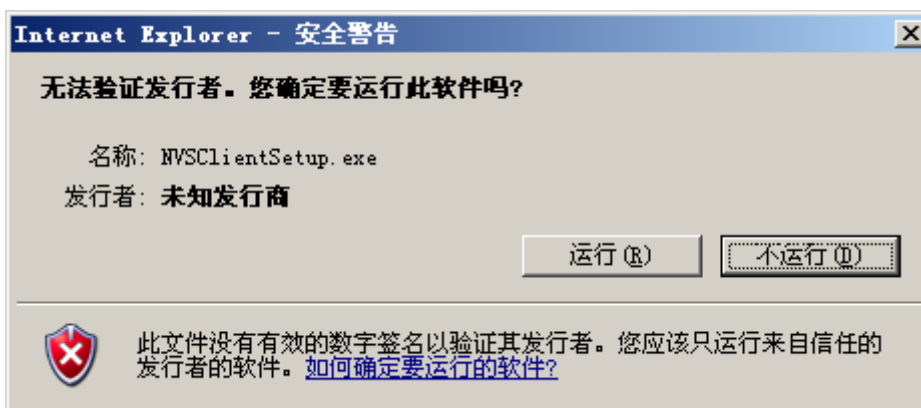 Internet Explorer - 安全警告
无法验证发行者。您确定要运行此软件吗?
名称: NVSClientSetup.exe
发行者: 未知发行商
运行(R) 不运行(D)
此文件没有有效的数字签名以验证其发行者。您应该只运行来自信任的
发行者的软件。如何确定要运行的软件?